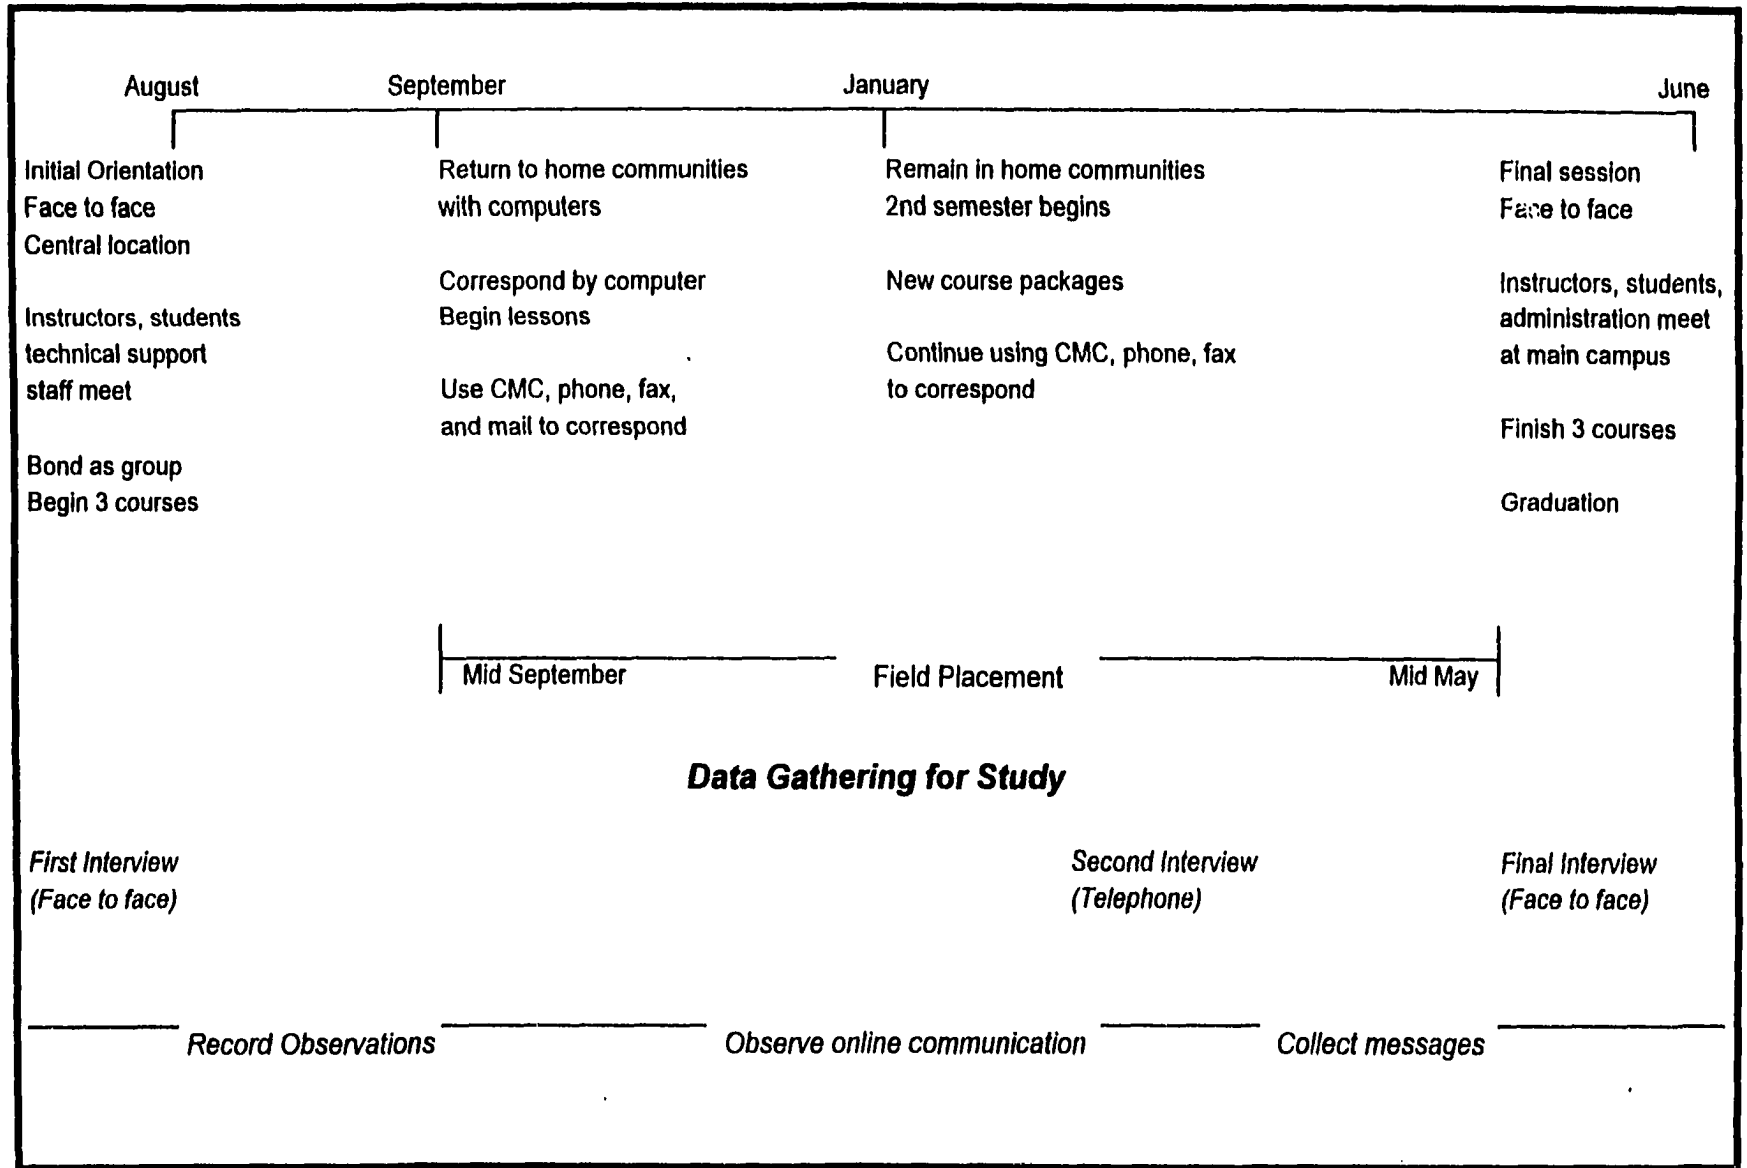 August September January June
Initial Orientation
Face to face
Central location
Instructors, students
technical support
staff meet
Bond as group
Begin 3 courses
Return to home communities
with computers
Correspond by computer
Begin lessons
Use CMC, phone, fax,
and mail to correspond
Remain in home communities
2nd semester begins
New course packages
Continue using CMC, phone, fax
to correspond
Final session
Face to face
Instructors, students,
administration meet
at main campus
Finish 3 courses
Graduation
Mid September Field Placement Mid May
Data Gathering for Study
First Interview
(Face to face)
Second Interview
(Telephone)
Final Interview
(Face to face)
Record Observations Observe online communication Collect messages